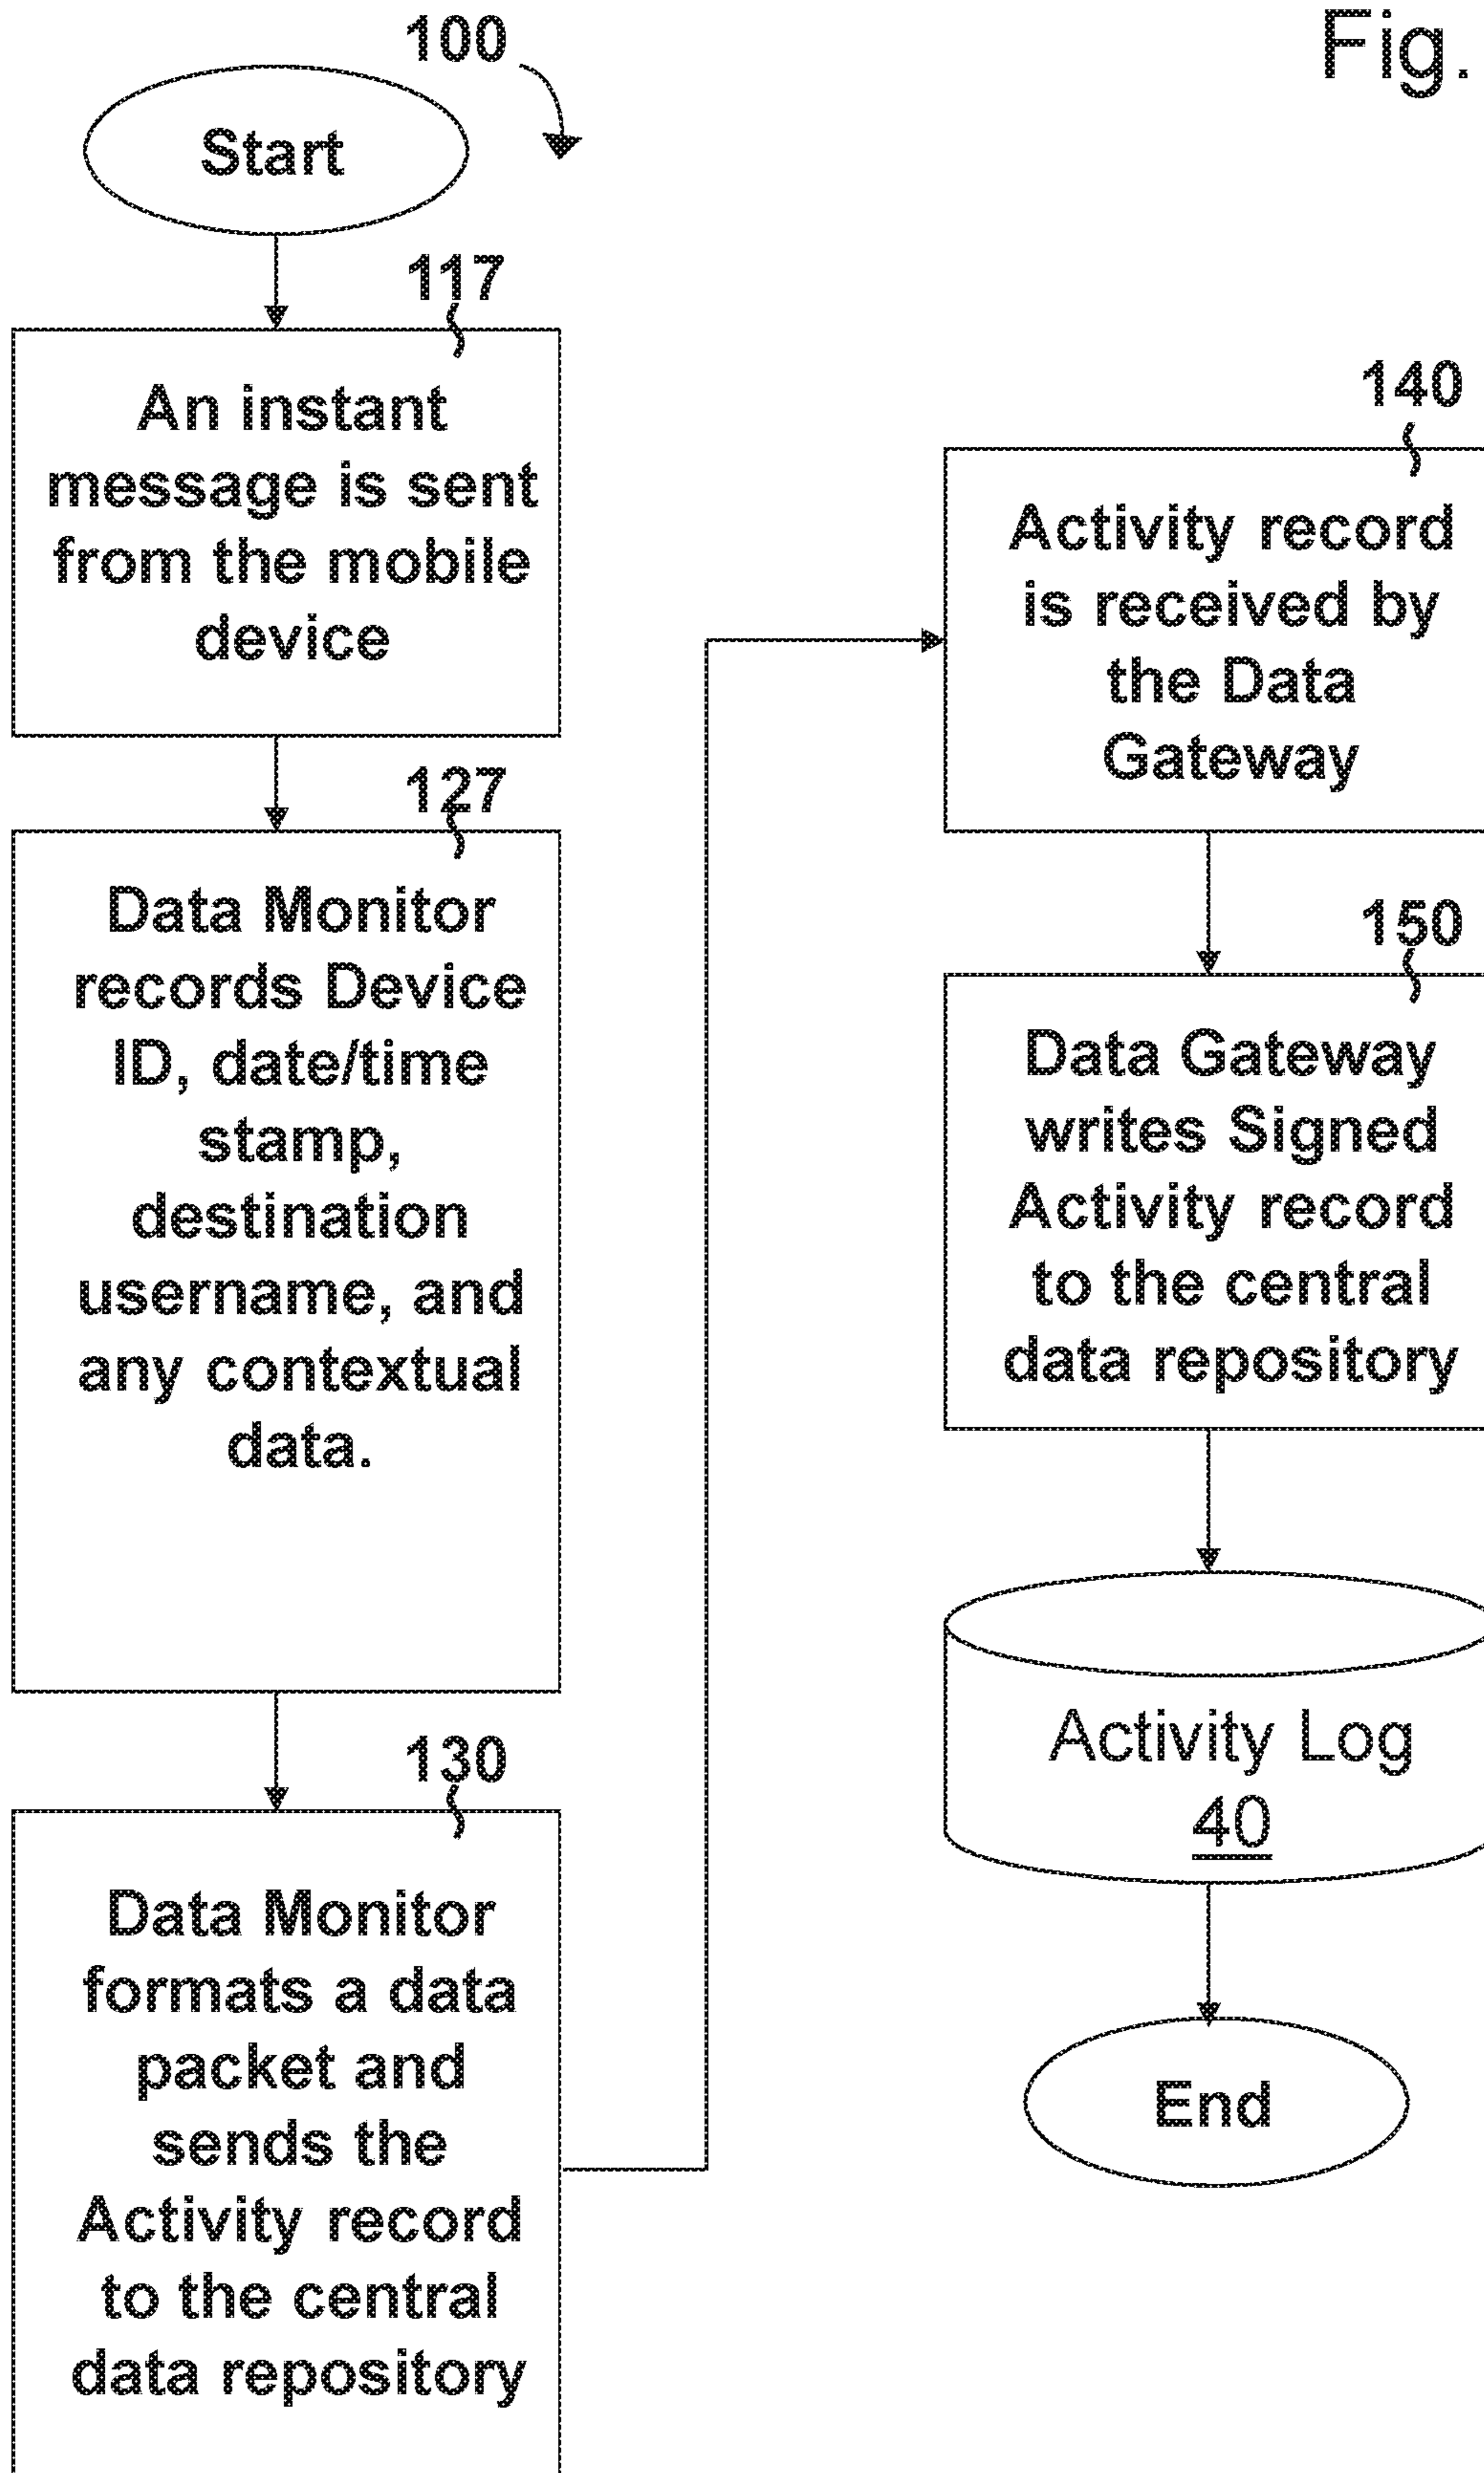 Fig.
100
Start
117
An instant
message is sent
from the mobile
device
127
Data Monitor
records Device
ID, date/time
stamp,
destination
username, and
any contextual
data.
130
Data Monitor
formats a data
packet and
sends the
Activity record
to the central
data repository
140
Activity record
is received by
the Data
Gateway
150
Data Gateway
writes Signed
Activity record
to the central
data repository
Activity Log
40
End